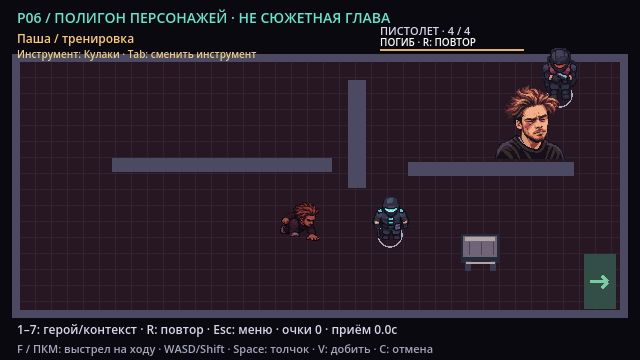 P06 / ПОЛИГОН ПЕРСОНАЖЕЙ · НЕ СЮЖЕТНАЯ ГЛАВА
Паша / тренировка
ПИСТОЛЕТ · 4 / 4
ПОГИБ · R: ПОВТОР
Инструмент: Кулаки · Tab: сменить инструмент
1–7: герой/контекст · R: повтор · Esc: меню · очки 0 · приём 0.0с
F / ПКМ: выстрел на ходу · WASD/Shift · Space: толчок · V: добить · C: отмена